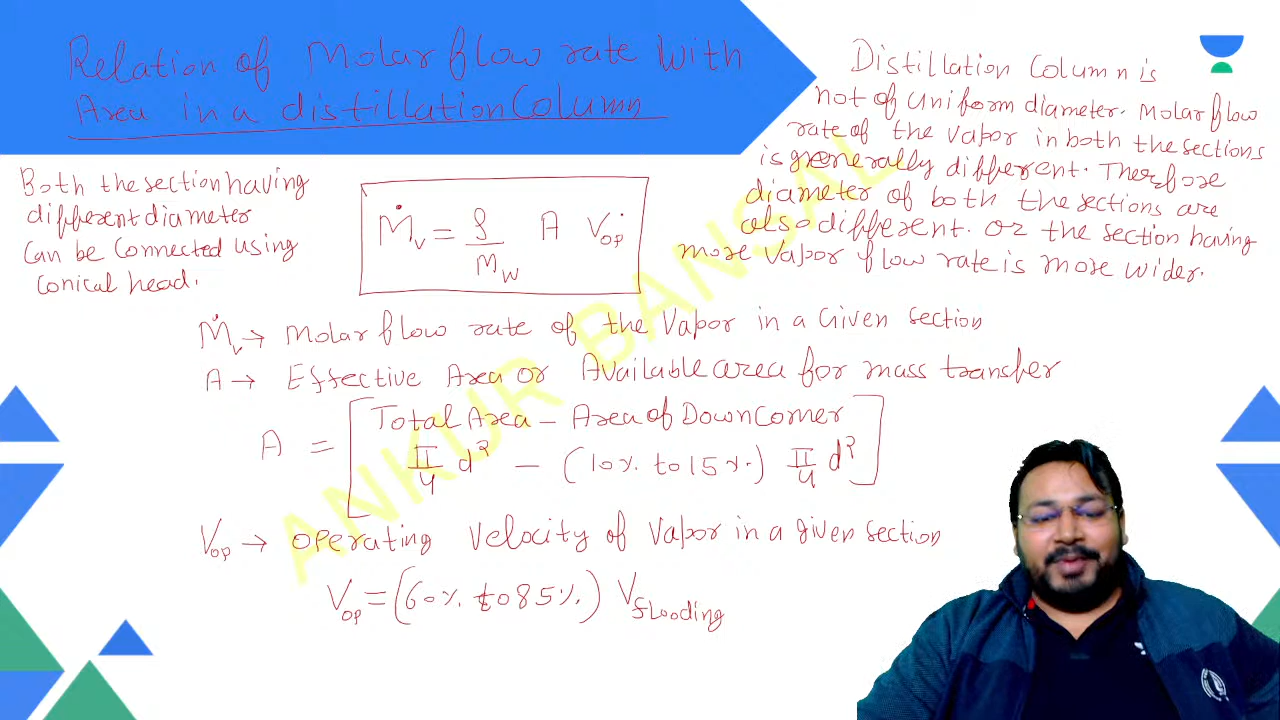 Relation of Molar flow rate with
Area in a distillation Column
Distillation Column is
not of uniform diameter. Molar flow
rate of the vapor in both the sections
is generally different. Therefore
diameter of both the sections are
also different. or the section having
more vapor flow rate is more wider.
Both the section having
different diameter
Can be Connected using
Conical head.
Ṁv = ρ/Mw A V̇op
Ṁv → Molar flow rate of the vapor in a Given section
A → Effective Area or Available area for mass transfer
A = [Total Area - Area of Down Comer
π/4 d² - (10% to 15%) π/4 d²]
Vop → Operating velocity of vapor in a given section
Vop = (60% to 85%) Vflooding
ANKUR BANSAL